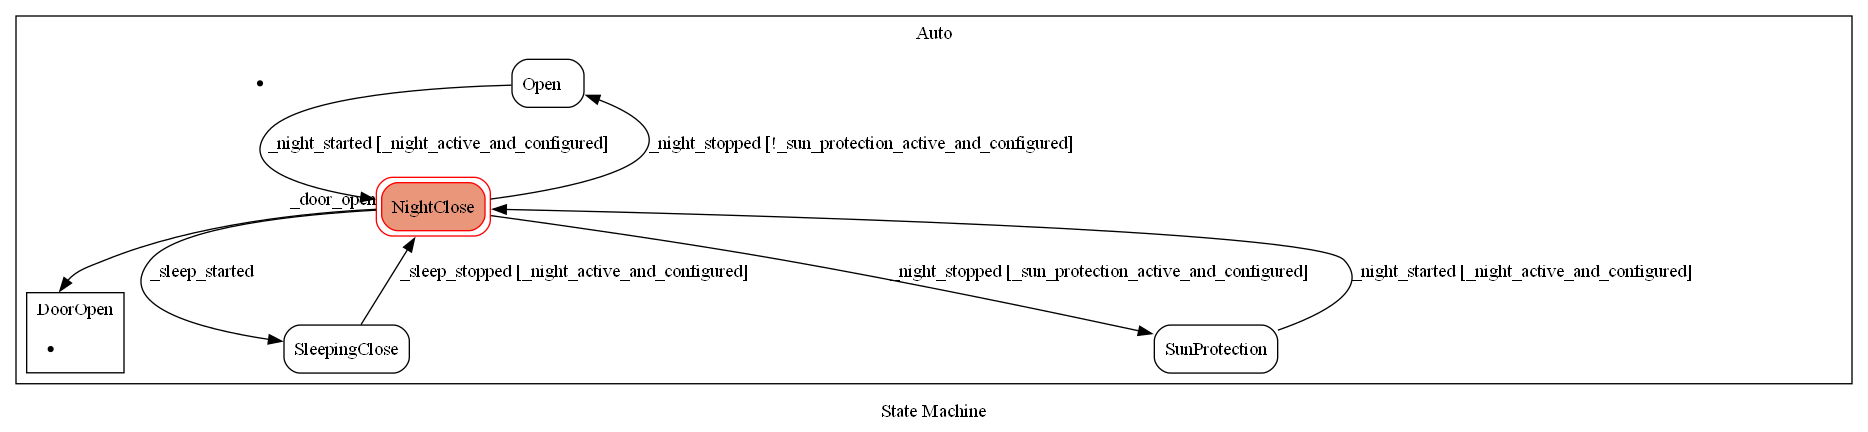 Auto
Open
_night_started [_night_active_and_configured]
_night_stopped [!_sun_protection_active_and_configured]
_door_open
NightClose
_sleep_started
_sleep_stopped [_night_active_and_configured]
_night_stopped [_sun_protection_active_and_configured]
_night_started [_night_active_and_configured]
DoorOpen
SleepingClose
SunProtection
State Machine